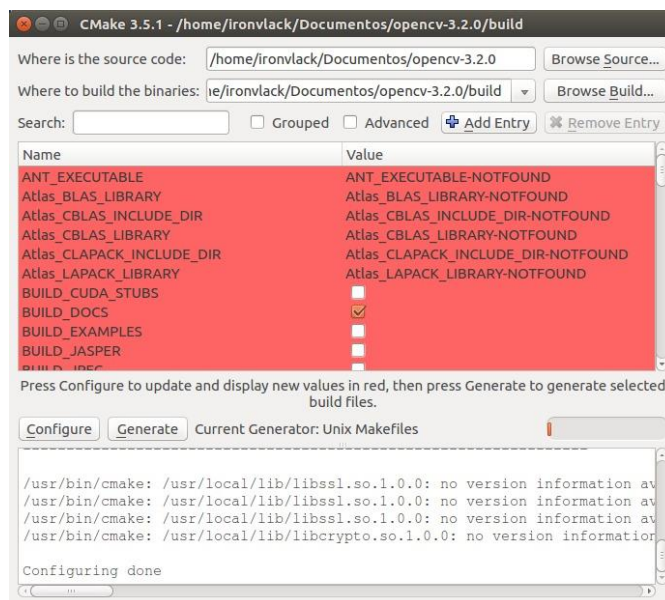 CMake 3.5.1 - /home/ironvlack/Documentos/opencv-3.2.0/build
Where is the source code: /home/ironvlack/Documentos/opencv-3.2.0 Browse Source...
Where to build the binaries: ıe/ironvlack/Documentos/opencv-3.2.0/build Browse Build...
Search: Grouped Advanced Add Entry Remove Entry
Name Value
ANT_EXECUTABLE ANT_EXECUTABLE-NOTFOUND
Atlas_BLAS_LIBRARY Atlas_BLAS_LIBRARY-NOTFOUND
Atlas_CBLAS_INCLUDE_DIR Atlas_CBLAS_INCLUDE_DIR-NOTFOUND
Atlas_CBLAS_LIBRARY Atlas_CBLAS_LIBRARY-NOTFOUND
Atlas_CLAPACK_INCLUDE_DIR Atlas_CLAPACK_INCLUDE_DIR-NOTFOUND
Atlas_LAPACK_LIBRARY Atlas_LAPACK_LIBRARY-NOTFOUND
BUILD_CUDA_STUBS
BUILD_DOCS
BUILD_EXAMPLES
BUILD_JASPER
BUILD_JPEG
Press Configure to update and display new values in red, then press Generate to generate selected
build files.
Configure Generate Current Generator: Unix Makefiles
/usr/bin/cmake: /usr/local/lib/libssl.so.1.0.0: no version information av
/usr/bin/cmake: /usr/local/lib/libssl.so.1.0.0: no version information av
/usr/bin/cmake: /usr/local/lib/libssl.so.1.0.0: no version information av
/usr/bin/cmake: /usr/local/lib/libcrypto.so.1.0.0: no version information
Configuring done